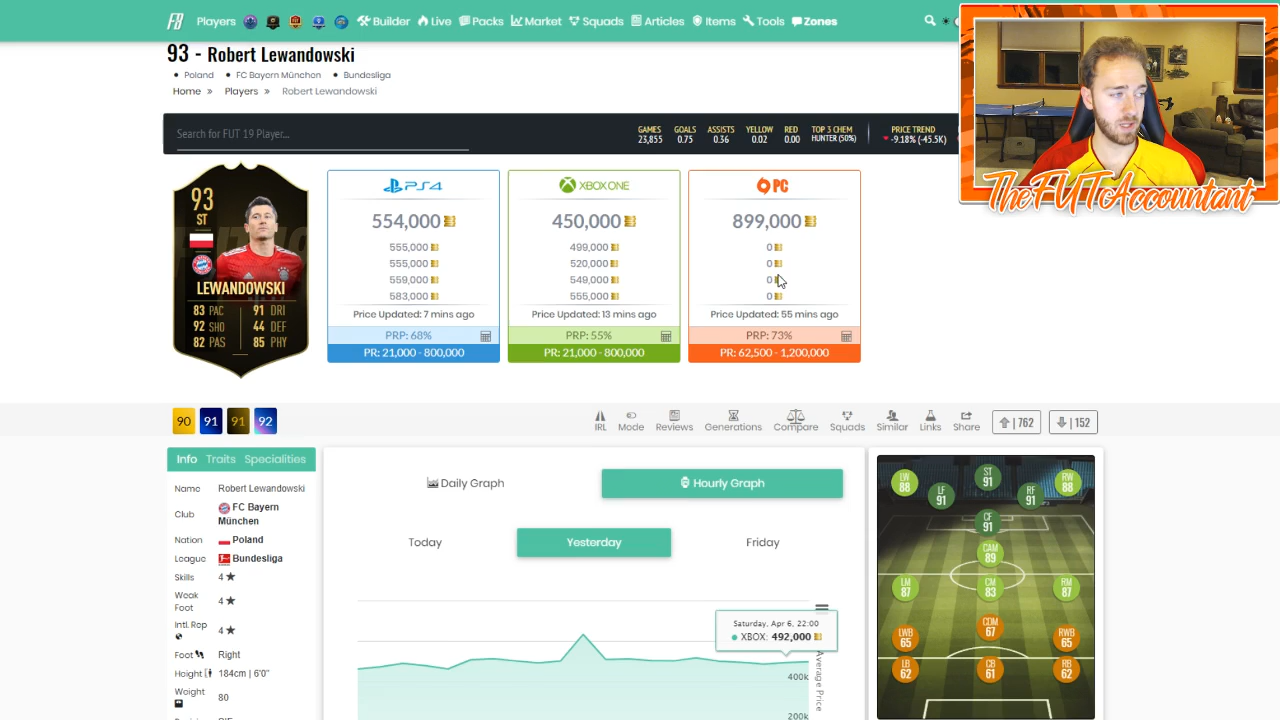 FB Players Builder Live Packs Market Squads Articles Items Tools Zones
93 - Robert Lewandowski
Poland FC Bayern München Bundesliga
Home » Players » Robert Lewandowski
Search for FUT 19 Player...
GAMES GOALS ASSISTS YELLOW RED TOP 3 CHEM PRICE TREND
23,855 0.75 0.36 0.02 0.00 HUNTER (50%) -9.18% (-45.5K)
TheFUTAccountant
93
ST
LEWANDOWSKI
83 PAC 91 DRI
92 SHO 44 DEF
82 PAS 85 PHY
PS4
554,000
555,000
555,000
559,000
583,000
Price Updated: 7 mins ago
PRP: 68%
PR: 21,000 - 800,000
XBOX ONE
450,000
499,000
520,000
549,000
555,000
Price Updated: 13 mins ago
PRP: 55%
PR: 21,000 - 800,000
PC
899,000
0
0
0
0
Price Updated: 55 mins ago
PRP: 73%
PR: 62,500 - 1,200,000
90 91 91 92
IRL Mode Reviews Generations Compare Squads Similar Links Share 762 152
Info Traits Specialities
Name Robert Lewandowski
Club FC Bayern
München
Nation Poland
League Bundesliga
Skills 4
Weak
Foot 4
Intl. Rep 4
Foot Right
Height 184cm | 6'0"
Weight 80
Daily Graph Hourly Graph
Today Yesterday Friday
Saturday, Apr 6, 22:00
XBOX: 492,000
400k
200k
Average Price
LW 88
ST 91
RW 88
LF 91
RF 91
CF 91
CAM 89
LM 87
CM 83
RM 87
CDM 67
LWB 65
RWB 65
LB 62
CB 61
RB 62